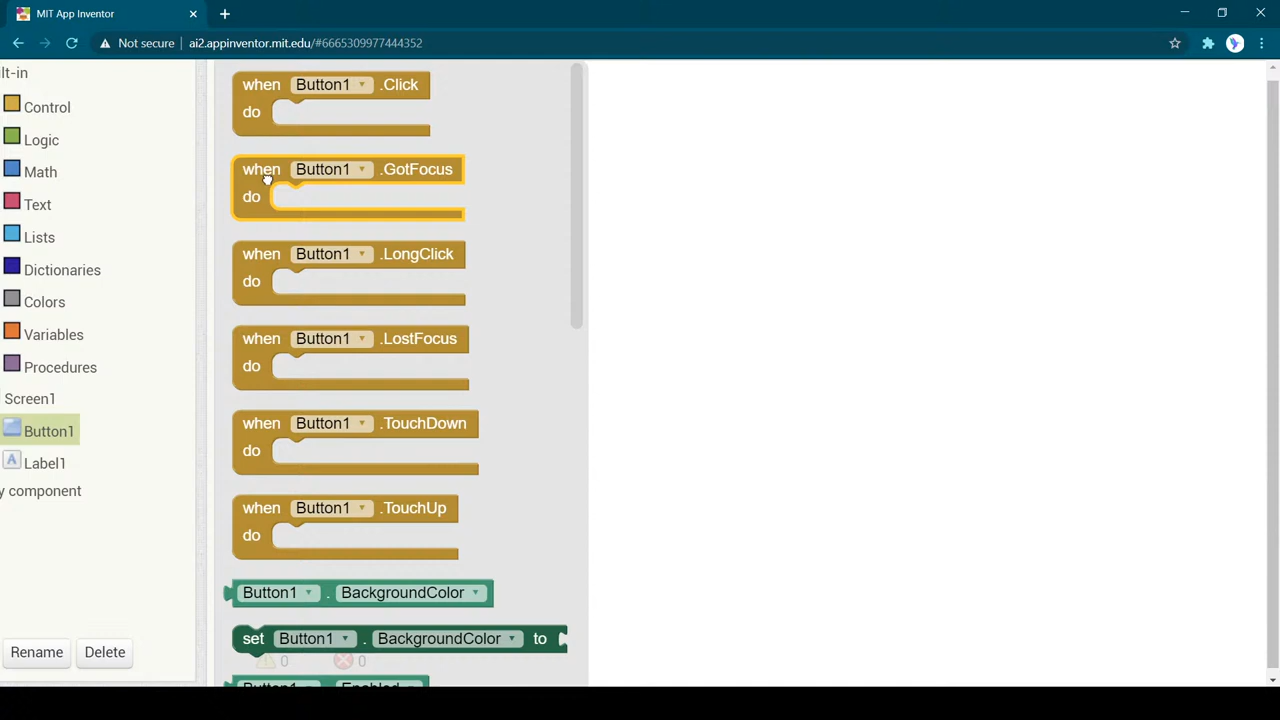 MIT App Inventor
Not secure
ai2.appinventor.mit.edu/#6665309977444352
lt-in
Control
Logic
Math
Text
Lists
Dictionaries
Colors
Variables
Procedures
Screen1
Button1
A Label1
y component
Rename Delete
when Button1 .Click
do
when Button1 .GotFocus
do
when Button1 .LongClick
do
when Button1 .LostFocus
do
when Button1 .TouchDown
do
when Button1 .TouchUp
do
Button1 . BackgroundColor
set Button1 . BackgroundColor to
0 0
Button1 . Enabled